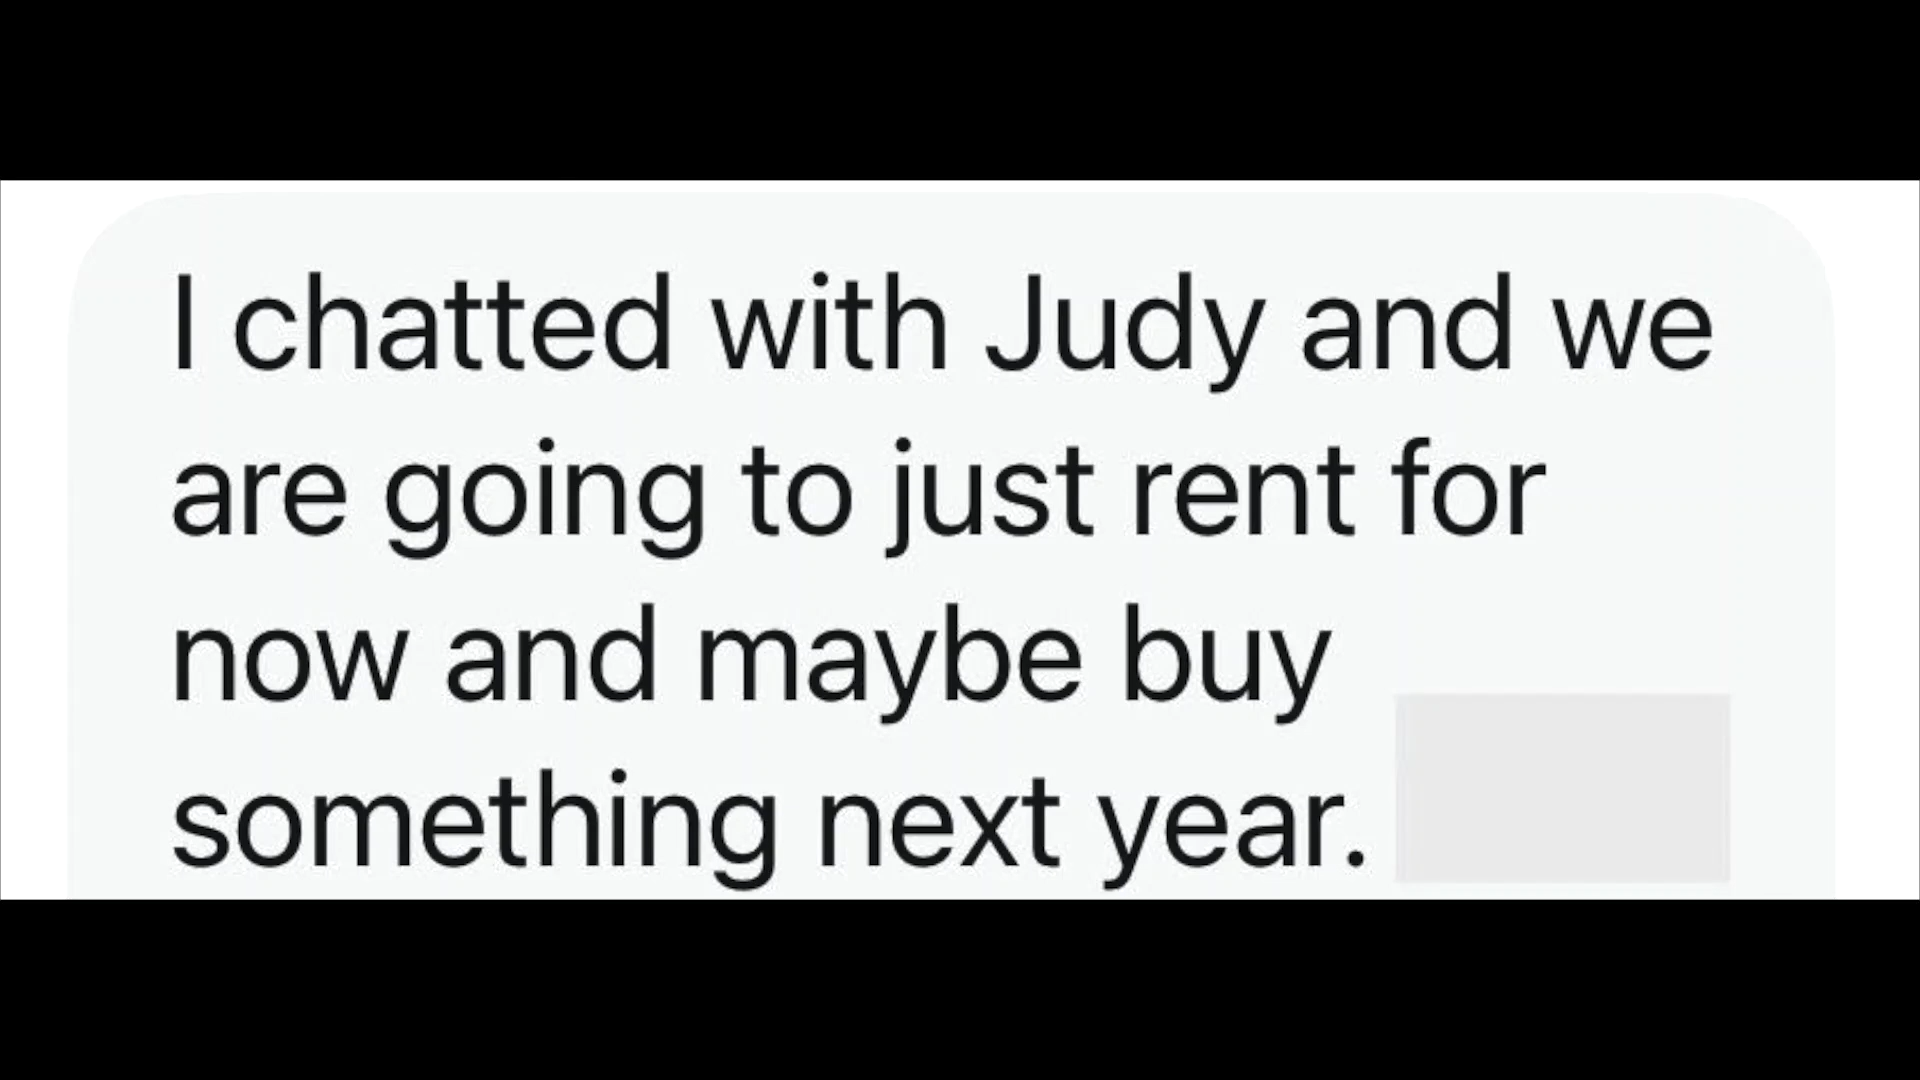 I chatted with Judy and we
are going to just rent for
now and maybe buy
something next year.